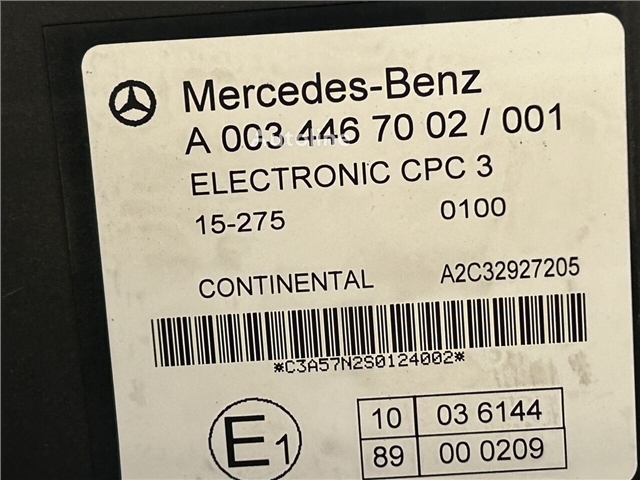 Mercedes-Benz
A 003 446 70 02 / 001
Autoline
ELECTRONIC CPC 3
15-275 0100
CONTINENTAL A2C32927205
*C3A57N2S0124002*
E1
10 03 6144
89 00 0209